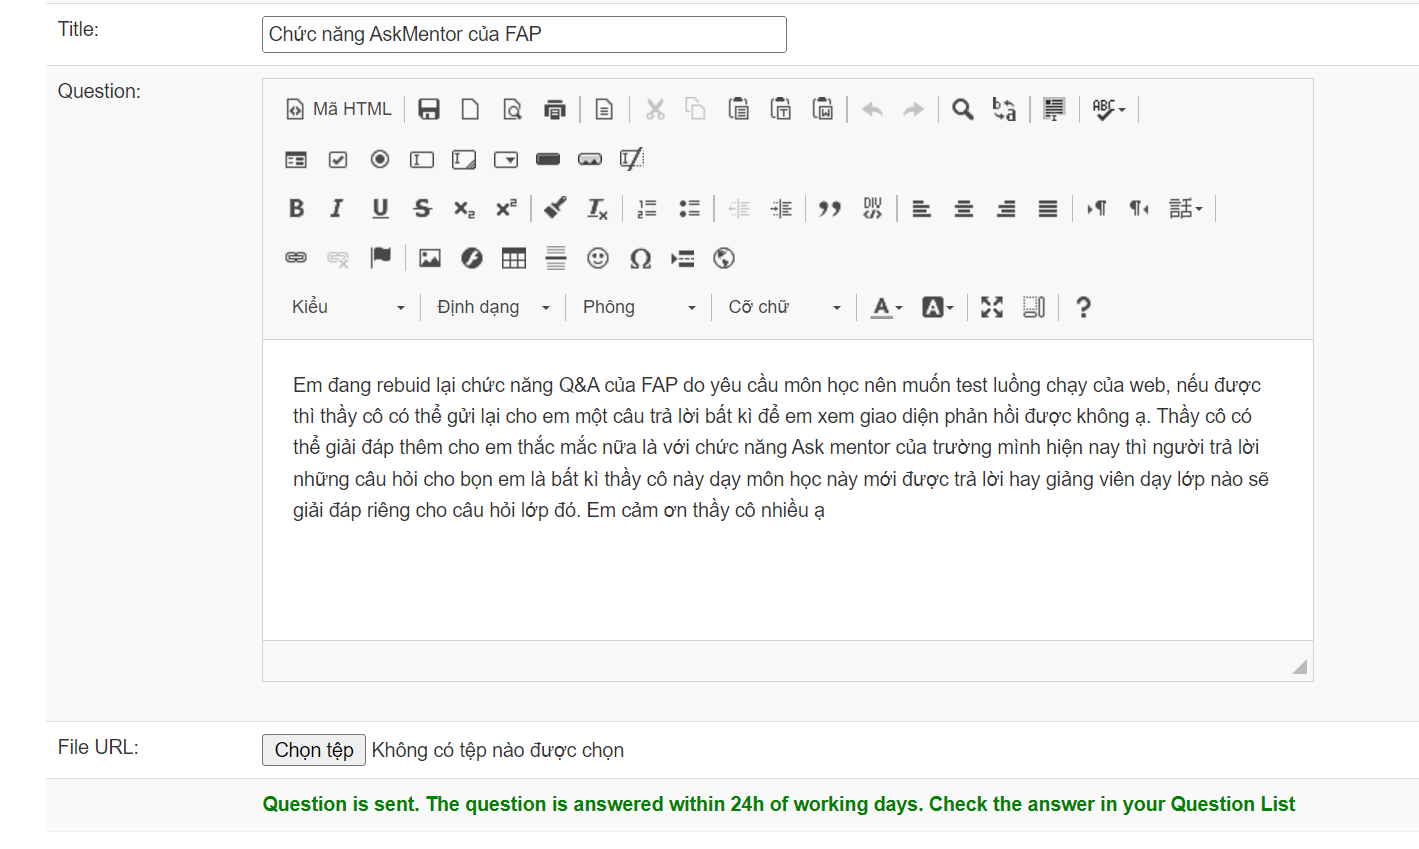 Title:
Chức năng AskMentor của FAP
Question:
Mã HTML
Kiểu
Định dạng
Phông
Cỡ chữ
Em đang rebuid lại chức năng Q&A của FAP do yêu cầu môn học nên muốn test luồng chạy của web, nếu được
thì thầy cô có thể gửi lại cho em một câu trả lời bất kì để em xem giao diện phản hồi được không ạ. Thầy cô có
thể giải đáp thêm cho em thắc mắc nữa là với chức năng Ask mentor của trường mình hiện nay thì người trả lời
những câu hỏi cho bọn em là bất kì thầy cô này dạy môn học này mới được trả lời hay giảng viên dạy lớp nào sẽ
giải đáp riêng cho câu hỏi lớp đó. Em cảm ơn thầy cô nhiều ạ
File URL:
Chọn tệp Không có tệp nào được chọn
Question is sent. The question is answered within 24h of working days. Check the answer in your Question List